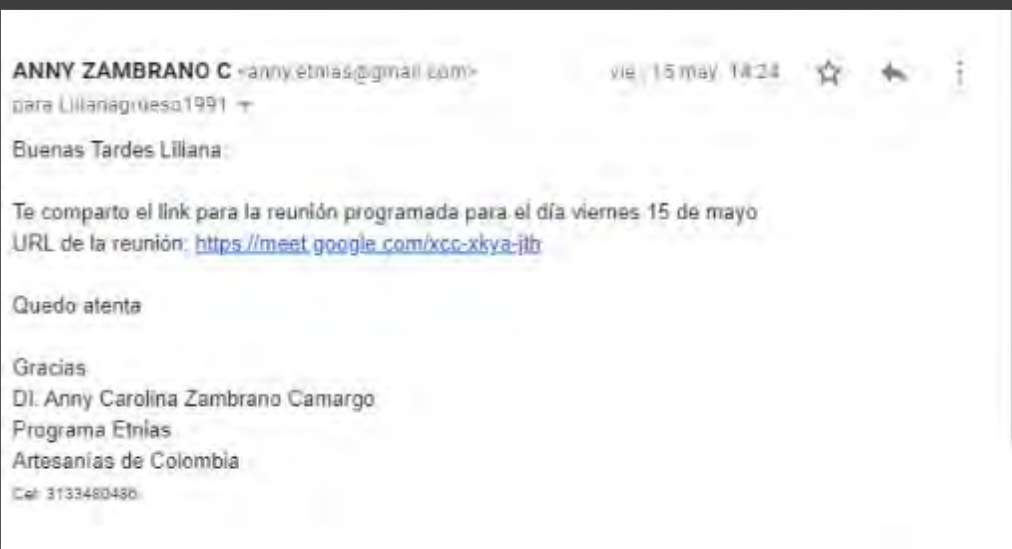 ANNY ZAMBRANO C <anny.etnias@gmail.com> vie., 15 may. 14:24
para Lilianagrueso1991
Buenas Tardes Liliana:
Te comparto el link para la reunión programada para el día viernes 15 de mayo
URL de la reunión: https://meet.google.com/xcc-xkya-jth
Quedo atenta
Gracias
DI. Anny Carolina Zambrano Camargo
Programa Etnias
Artesanías de Colombia
Cel: 3133480486